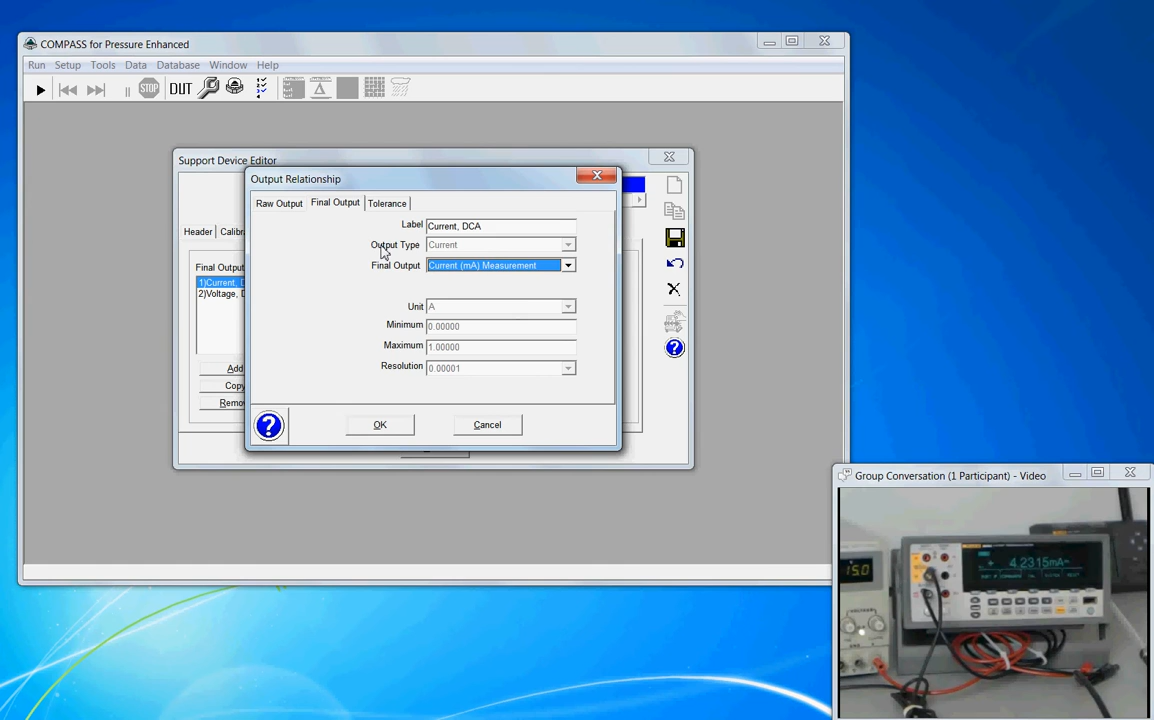 COMPASS for Pressure Enhanced
Run Setup Tools Data Database Window Help
STOP DUT
Support Device Editor
Output Relationship
Raw Output Final Output Tolerance
Header Calibra
Label Current, DCA
Output Type Current
Final Output
Final Output Current (mA) Measurement
1)Current, D
2)Voltage, D
Unit A
Minimum 0.00000
Maximum 1.00000
Resolution 0.00001
Add
Copy
Remov
? OK Cancel
?
Group Conversation (1 Participant) - Video
15.0
+ 4.2315mA